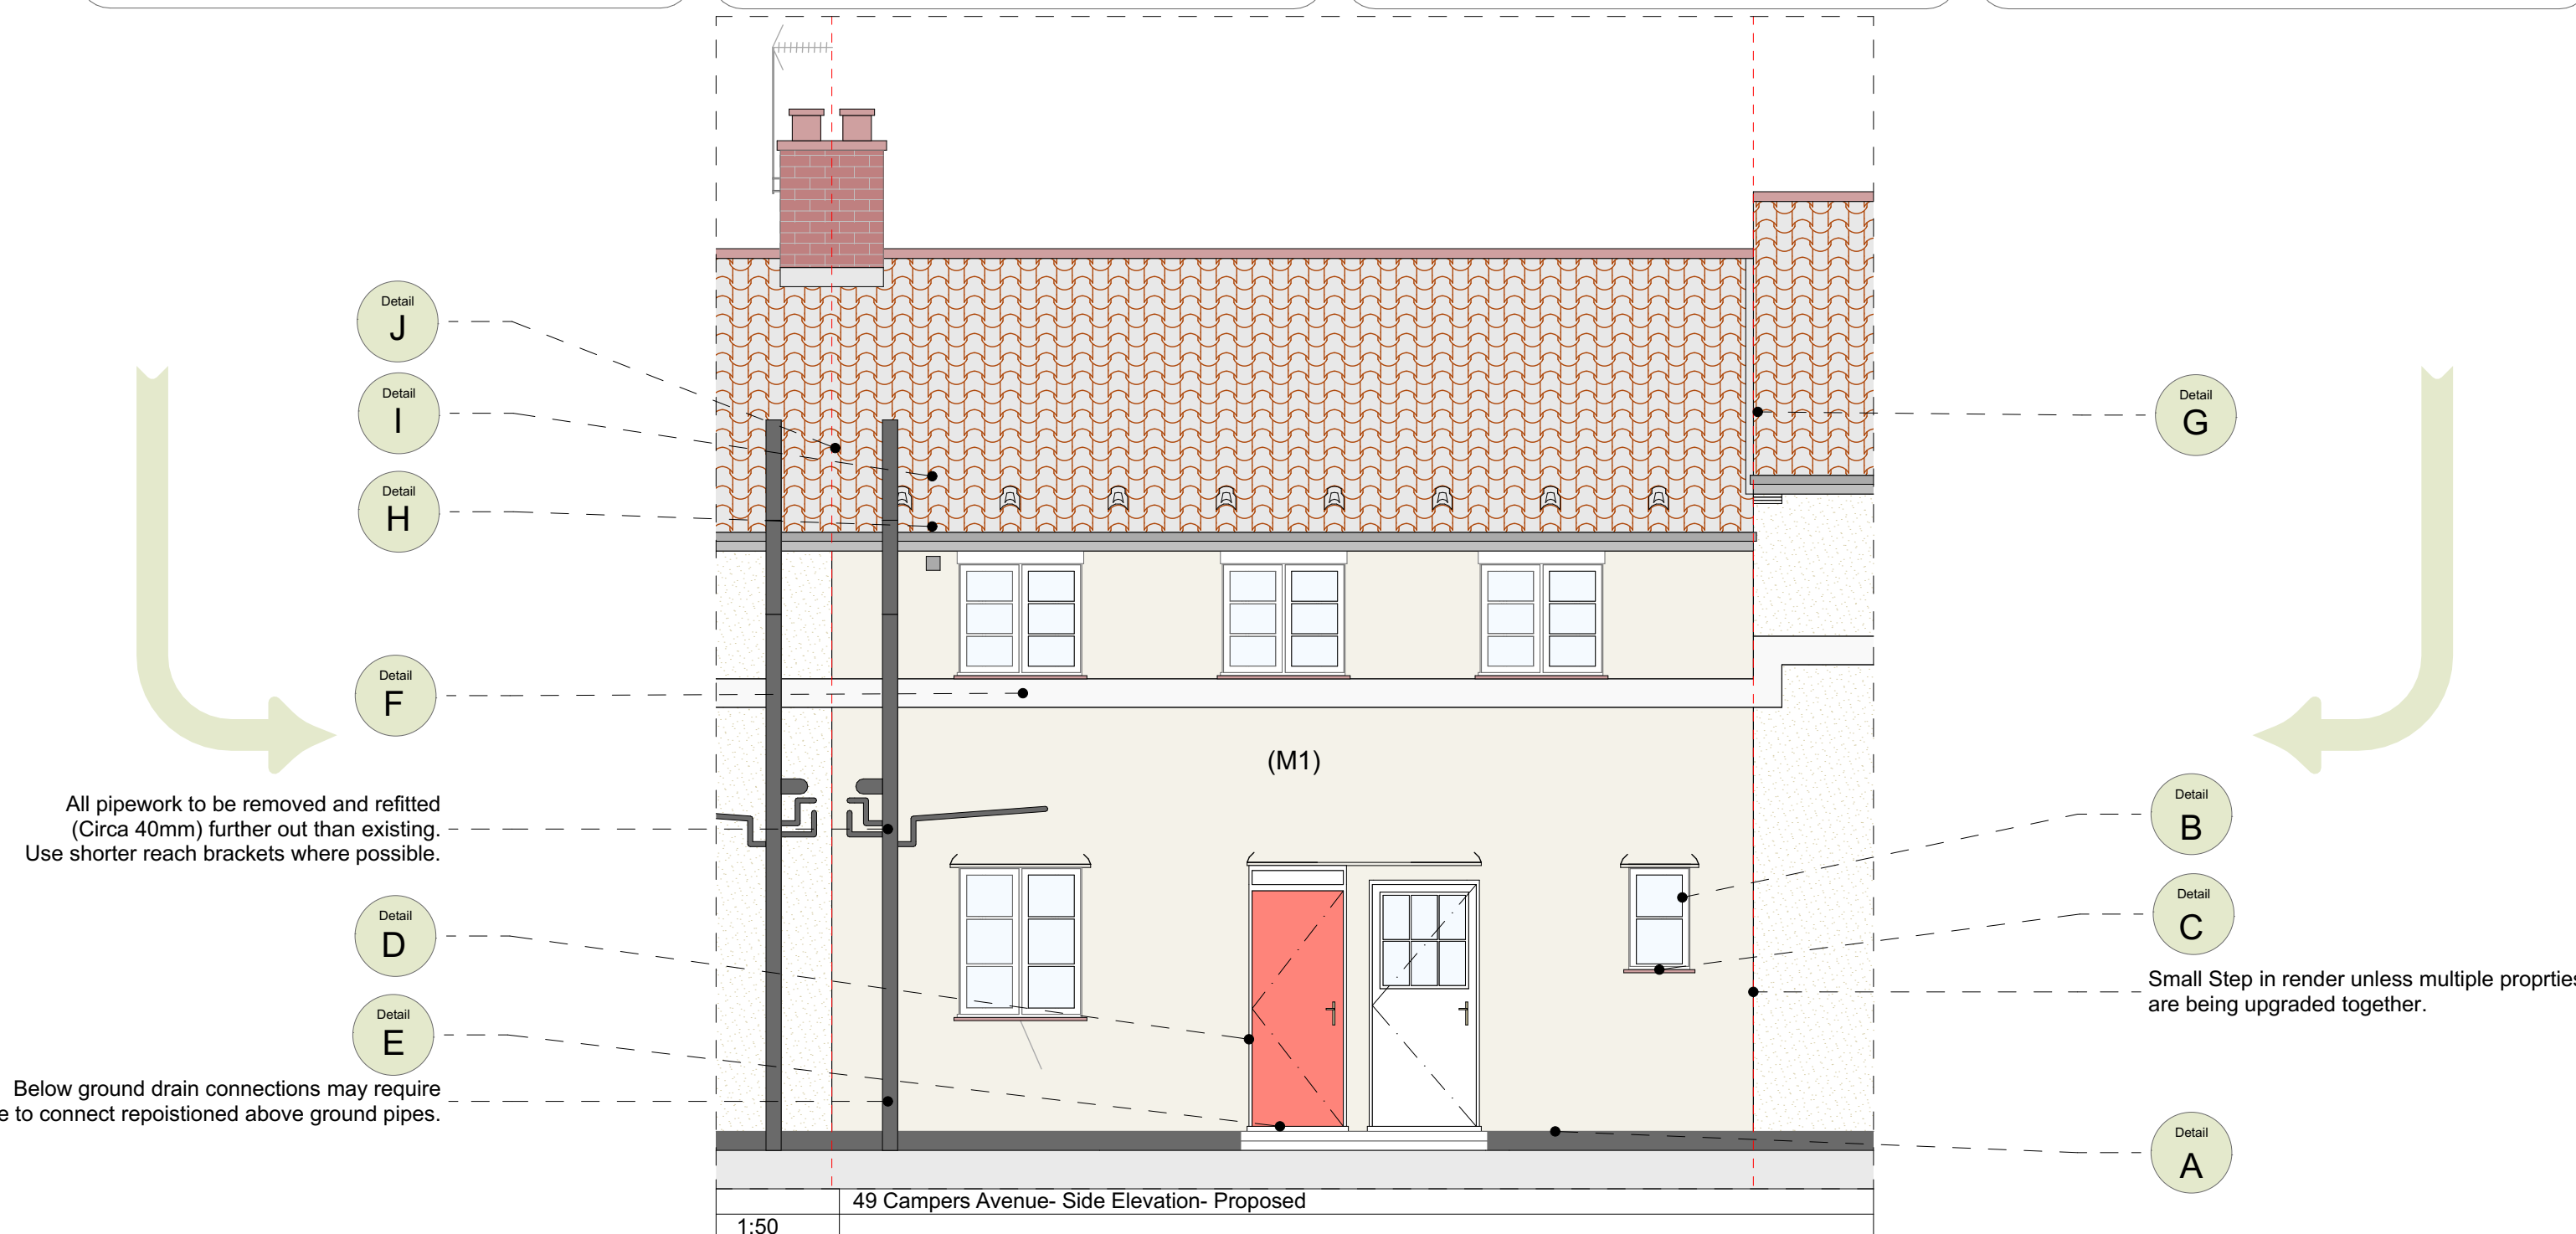 Detail
J
Detail
I
Detail
H
Detail
G
Detail
F
(M1)
All pipework to be removed and refitted
(Circa 40mm) further out than existing.
Use shorter reach brackets where possible.
Detail
B
Detail
C
Detail
D
Small Step in render unless multiple proprties
are being upgraded together.
Detail
E
Below ground drain connections may require
to connect repoistioned above ground pipes.
Detail
A
49 Campers Avenue- Side Elevation- Proposed
1:50